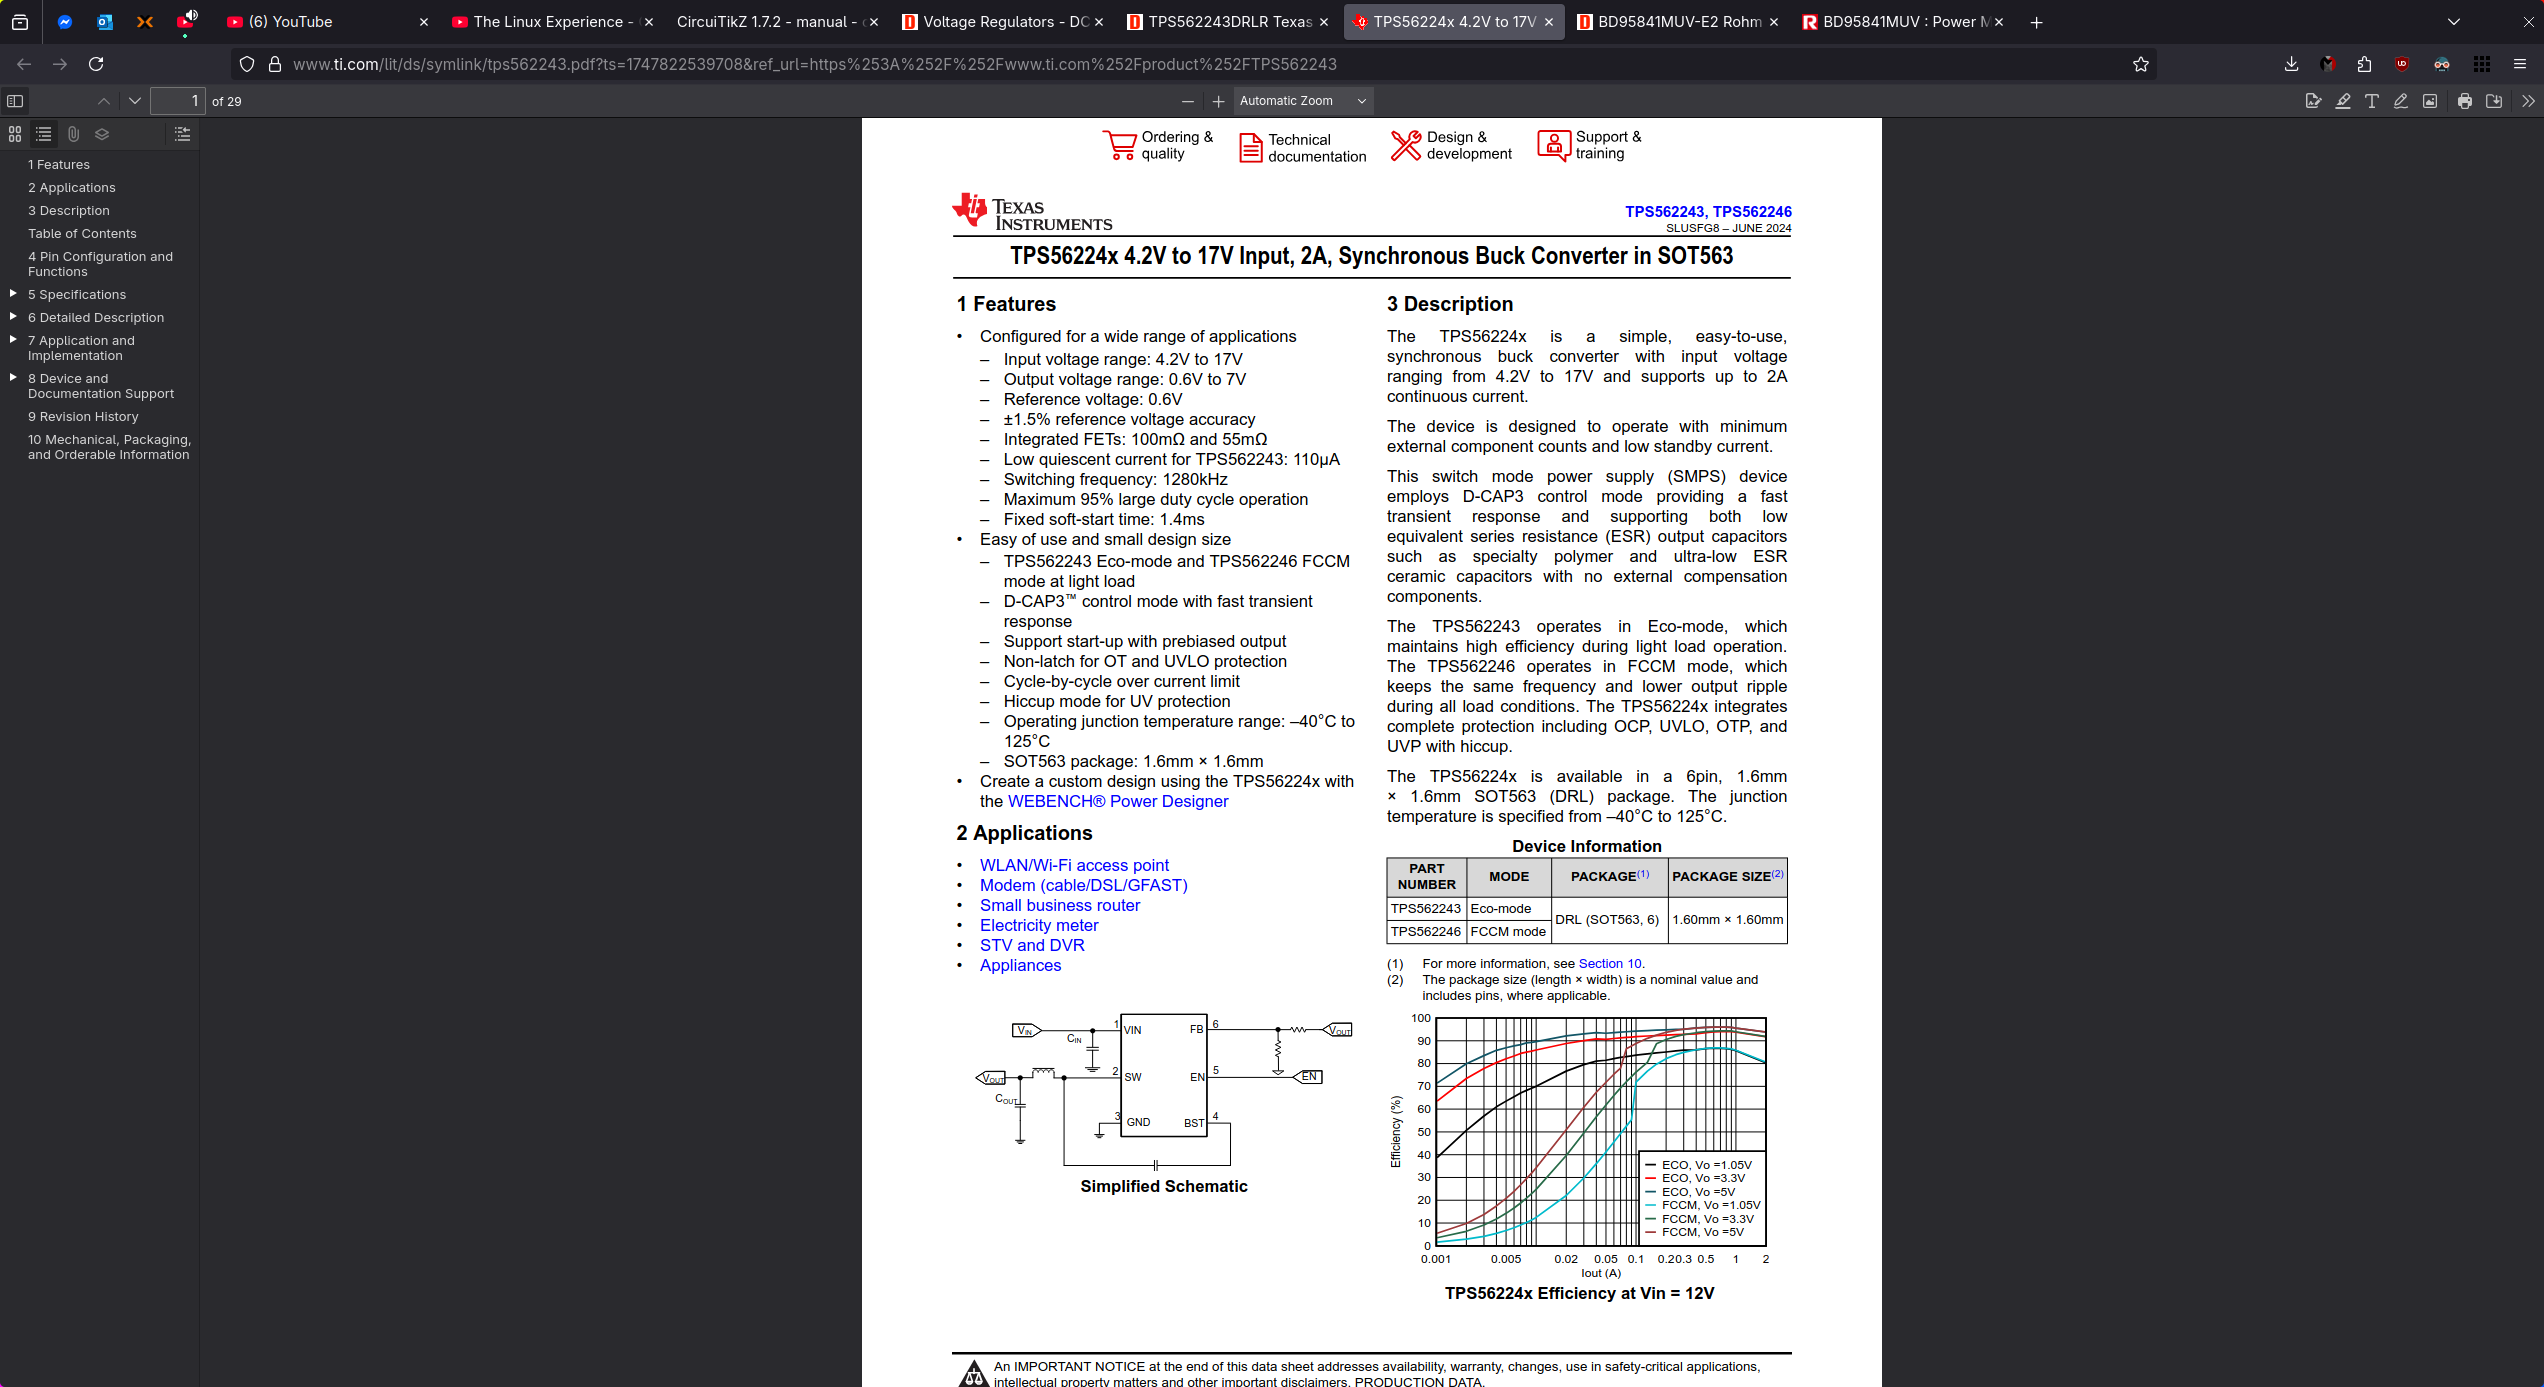 (6) YouTube
The Linux Experience -
CircuiTikZ 1.7.2 - manual -
Voltage Regulators - DC
TPS562243DRLR Texas
TPS56224x 4.2V to 17V
BD95841MUV-E2 Rohm
BD95841MUV : Power M
www.ti.com/lit/ds/symlink/tps562243.pdf?ts=1747822539708&ref_url=https%253A%252F%252Fwww.ti.com%252Fproduct%252FTPS562243
1 of 29
Automatic Zoom
1 Features
2 Applications
3 Description
Table of Contents
4 Pin Configuration and
Functions
5 Specifications
6 Detailed Description
7 Application and
Implementation
8 Device and
Documentation Support
9 Revision History
10 Mechanical, Packaging,
and Orderable Information
Ordering &
quality
Technical
documentation
Design &
development
Support &
training
TEXAS
INSTRUMENTS
TPS562243, TPS562246
SLUSFG8 – JUNE 2024
TPS56224x 4.2V to 17V Input, 2A, Synchronous Buck Converter in SOT563
1 Features
• Configured for a wide range of applications
– Input voltage range: 4.2V to 17V
– Output voltage range: 0.6V to 7V
– Reference voltage: 0.6V
– ±1.5% reference voltage accuracy
– Integrated FETs: 100mΩ and 55mΩ
– Low quiescent current for TPS562243: 110µA
– Switching frequency: 1280kHz
– Maximum 95% large duty cycle operation
– Fixed soft-start time: 1.4ms
• Easy of use and small design size
– TPS562243 Eco-mode and TPS562246 FCCM
mode at light load
– D-CAP3™ control mode with fast transient
response
– Support start-up with prebiased output
– Non-latch for OT and UVLO protection
– Cycle-by-cycle over current limit
– Hiccup mode for UV protection
– Operating junction temperature range: –40°C to
125°C
– SOT563 package: 1.6mm × 1.6mm
• Create a custom design using the TPS56224x with
the WEBENCH® Power Designer
2 Applications
• WLAN/Wi-Fi access point
• Modem (cable/DSL/GFAST)
• Small business router
• Electricity meter
• STV and DVR
• Appliances
VIN
CIN
1
VIN
FB
6
VOUT
VOUT
2
SW
EN
5
EN
COUT
3
GND
BST
4
Simplified Schematic
3 Description
The TPS56224x is a simple, easy-to-use,
synchronous buck converter with input voltage
ranging from 4.2V to 17V and supports up to 2A
continuous current.
The device is designed to operate with minimum
external component counts and low standby current.
This switch mode power supply (SMPS) device
employs D-CAP3 control mode providing a fast
transient response and supporting both low
equivalent series resistance (ESR) output capacitors
such as specialty polymer and ultra-low ESR
ceramic capacitors with no external compensation
components.
The TPS562243 operates in Eco-mode, which
maintains high efficiency during light load operation.
The TPS562246 operates in FCCM mode, which
keeps the same frequency and lower output ripple
during all load conditions. The TPS56224x integrates
complete protection including OCP, UVLO, OTP, and
UVP with hiccup.
The TPS56224x is available in a 6pin, 1.6mm
× 1.6mm SOT563 (DRL) package. The junction
temperature is specified from –40°C to 125°C.
Device Information
PART NUMBER MODE PACKAGE(1) PACKAGE SIZE(2)
TPS562243 Eco-mode DRL (SOT563, 6) 1.60mm × 1.60mm
TPS562246 FCCM mode
(1) For more information, see Section 10.
(2) The package size (length × width) is a nominal value and
includes pins, where applicable.
100
90
80
70
60
50
40
30
20
10
0
Efficiency (%)
ECO, Vo =1.05V
ECO, Vo =3.3V
ECO, Vo =5V
FCCM, Vo =1.05V
FCCM, Vo =3.3V
FCCM, Vo =5V
0.001 0.005 0.02 0.05 0.1 0.2 0.3 0.5 1 2
Iout (A)
TPS56224x Efficiency at Vin = 12V
An IMPORTANT NOTICE at the end of this data sheet addresses availability, warranty, changes, use in safety-critical applications,
intellectual property matters and other important disclaimers. PRODUCTION DATA.